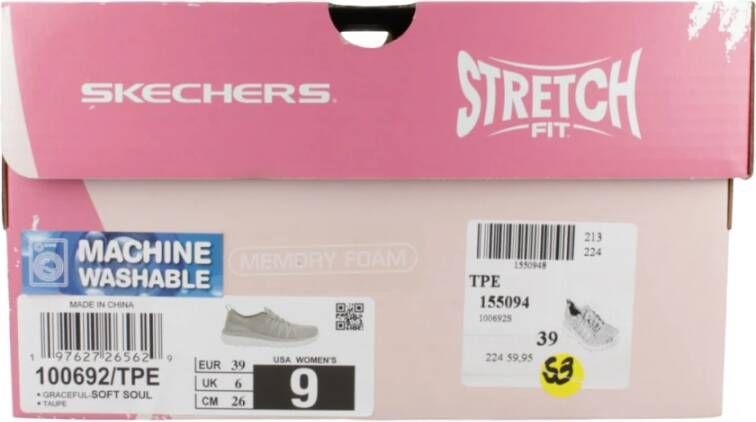 SKECHERS.
STRETCH
FIT™
MACHINE
WASHABLE
MEMORY FOAM
MADE IN CHINA
1 97627 26562 9
100692/TPE
• GRACEFUL-SOFT SOUL
• TAUPE
EUR 39
UK 6
CM 26
USA WOMEN'S
9
1550948
213
224
TPE
155094
100692S
39
224 59,95
S3